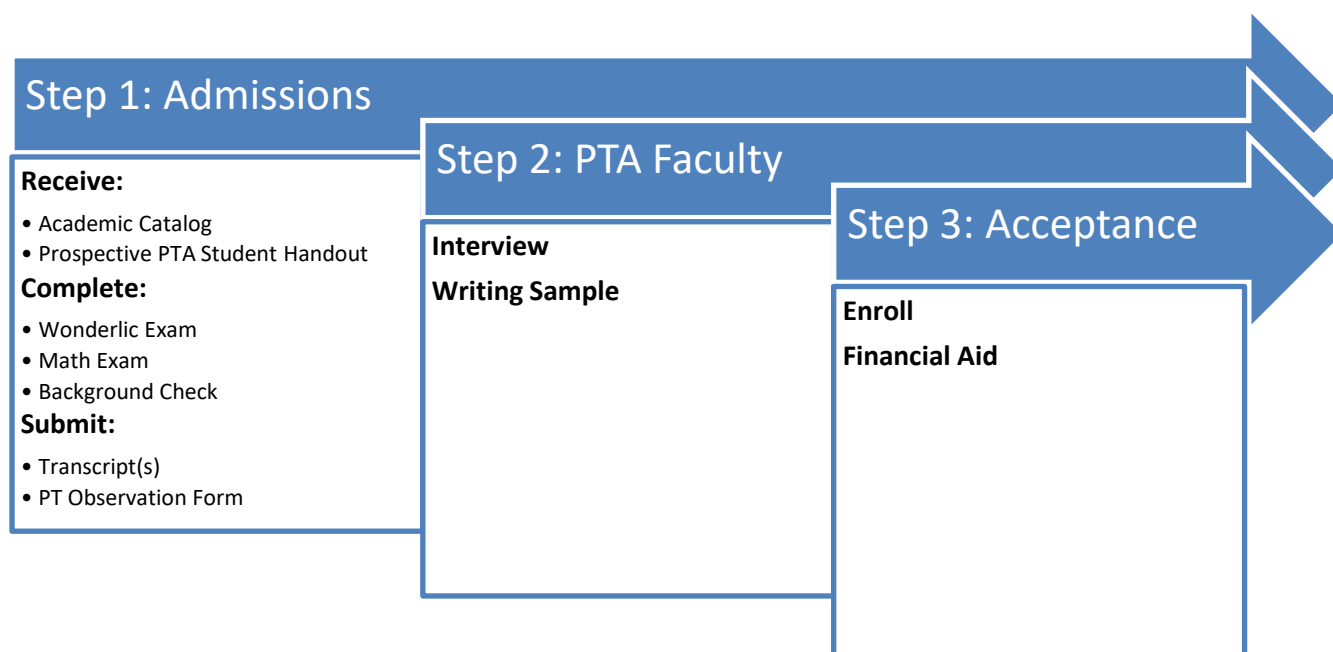 Step 1: Admissions
Receive:
• Academic Catalog
• Prospective PTA Student Handout
Complete:
• Wonderlic Exam
• Math Exam
• Background Check
Submit:
• Transcript(s)
• PT Observation Form
Step 2: PTA Faculty
Interview
Writing Sample
Step 3: Acceptance
Enroll
Financial Aid